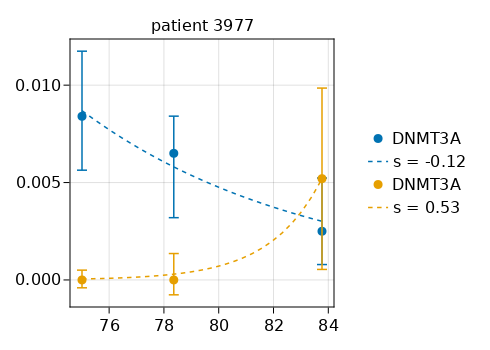 patient 3977
0.010
0.005
0.000
76
78
80
82
84
DNMT3A
s = -0.12
DNMT3A
s = 0.53